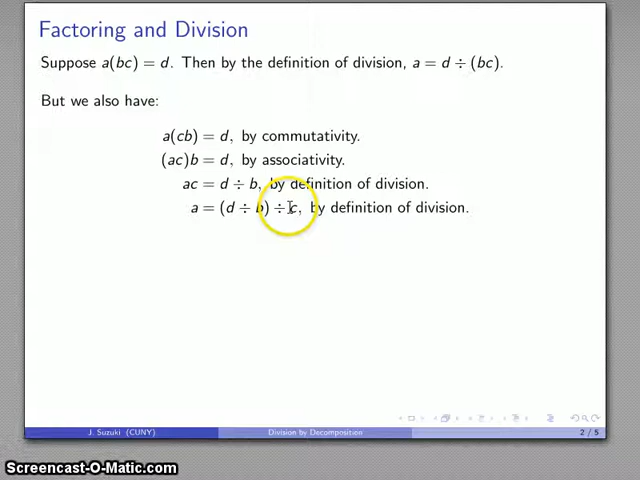 Factoring and Division
Suppose a(bc) = d. Then by the definition of division, a = d ÷ (bc).
But we also have:
a(cb) = d, by commutativity.
(ac)b = d, by associativity.
ac = d ÷ b, by definition of division.
a = (d ÷ b) ÷ c, by definition of division.
J. Suzuki (CUNY) Division by Decomposition 2 / 5
Screencast-O-Matic.com